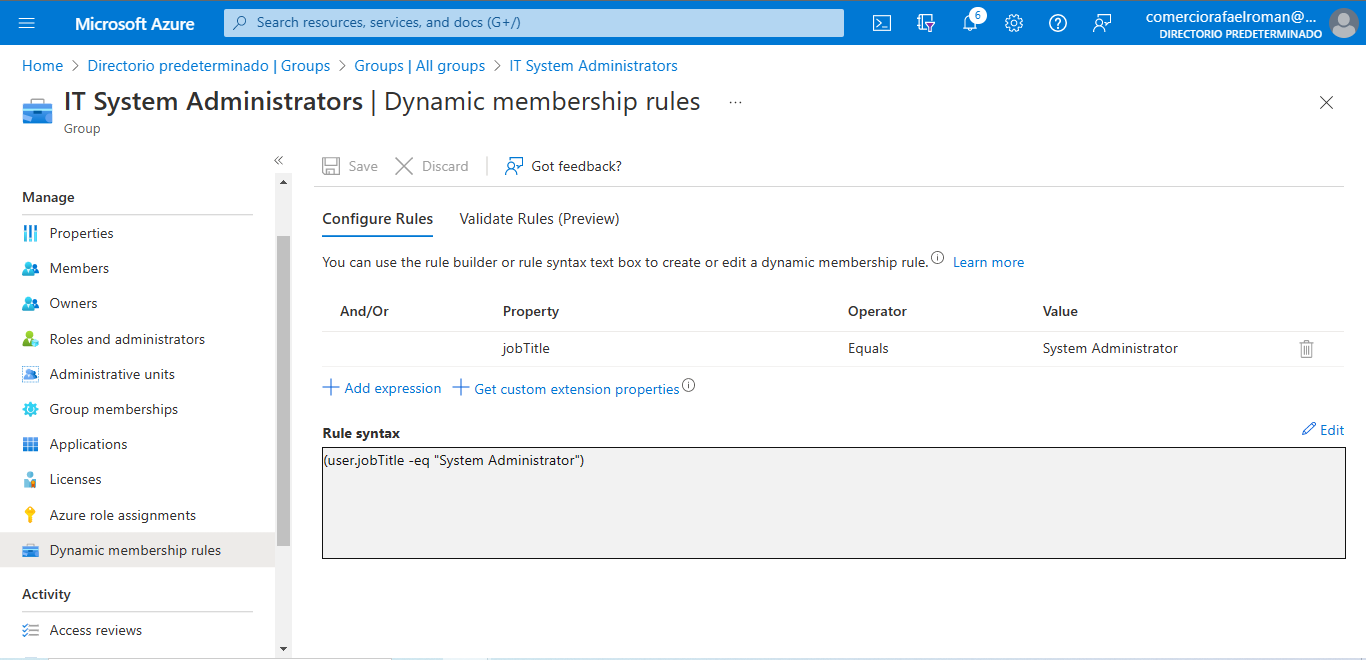 Microsoft Azure
Search resources, services, and docs (G+/)
6
comerciorafaelroman@...
DIRECTORIO PREDETERMINADO
Home > Directorio predeterminado | Groups > Groups | All groups > IT System Administrators
IT System Administrators | Dynamic membership rules ...
Group
«
Save Discard Got feedback?
Manage
Properties
Members
Owners
Roles and administrators
Administrative units
Group memberships
Applications
Licenses
Azure role assignments
Dynamic membership rules
Activity
Access reviews
Configure Rules Validate Rules (Preview)
You can use the rule builder or rule syntax text box to create or edit a dynamic membership rule. Learn more
And/Or Property Operator Value
jobTitle Equals System Administrator
+ Add expression + Get custom extension properties
Rule syntax Edit
(user.jobTitle -eq "System Administrator")